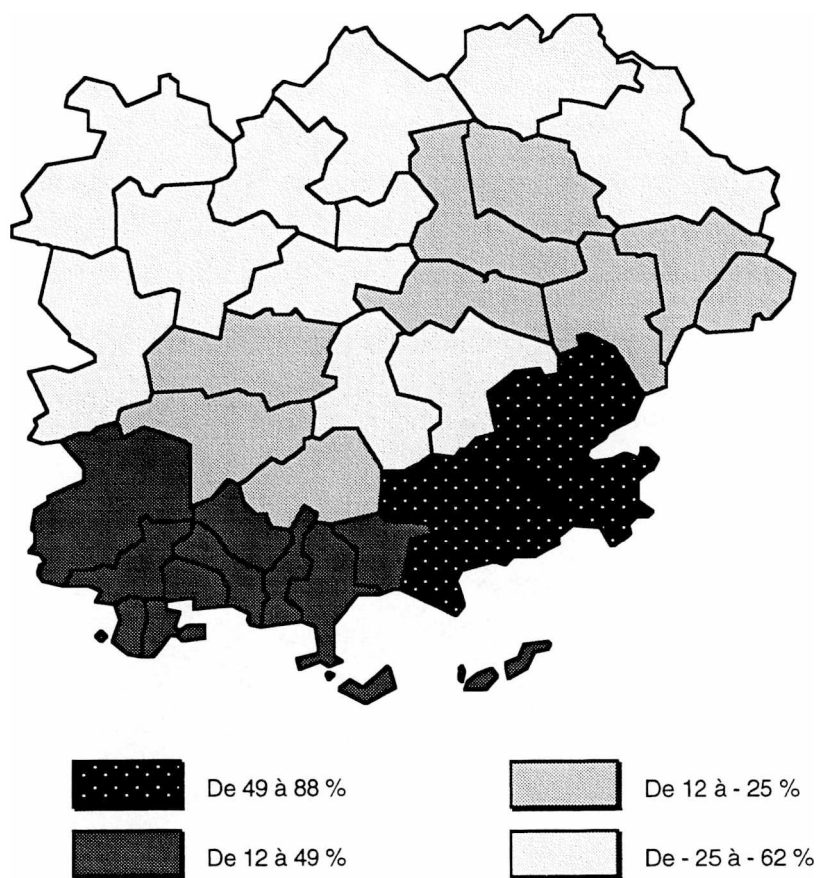 De 49 à 88 %
De 12 à - 25 %
De 12 à 49 %
De - 25 à - 62 %